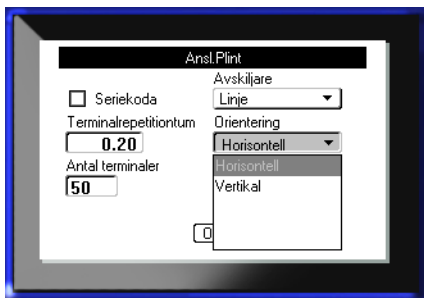 Ansl.Plint
Avskiljare
Seriekoda
Linje
Terminalrepetitiontum
Orientering
0.20
Horisontell
Antal terminaler
Horisontell
50
Vertikal